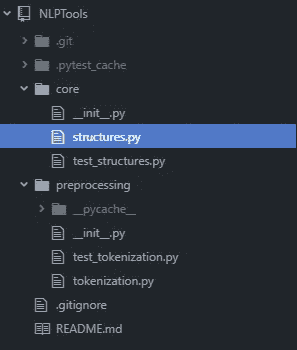 NLPTools
.git
.pytest_cache
core
__init__.py
structures.py
test_structures.py
preprocessing
__pycache__
__init__.py
test_tokenization.py
tokenization.py
.gitignore
README.md